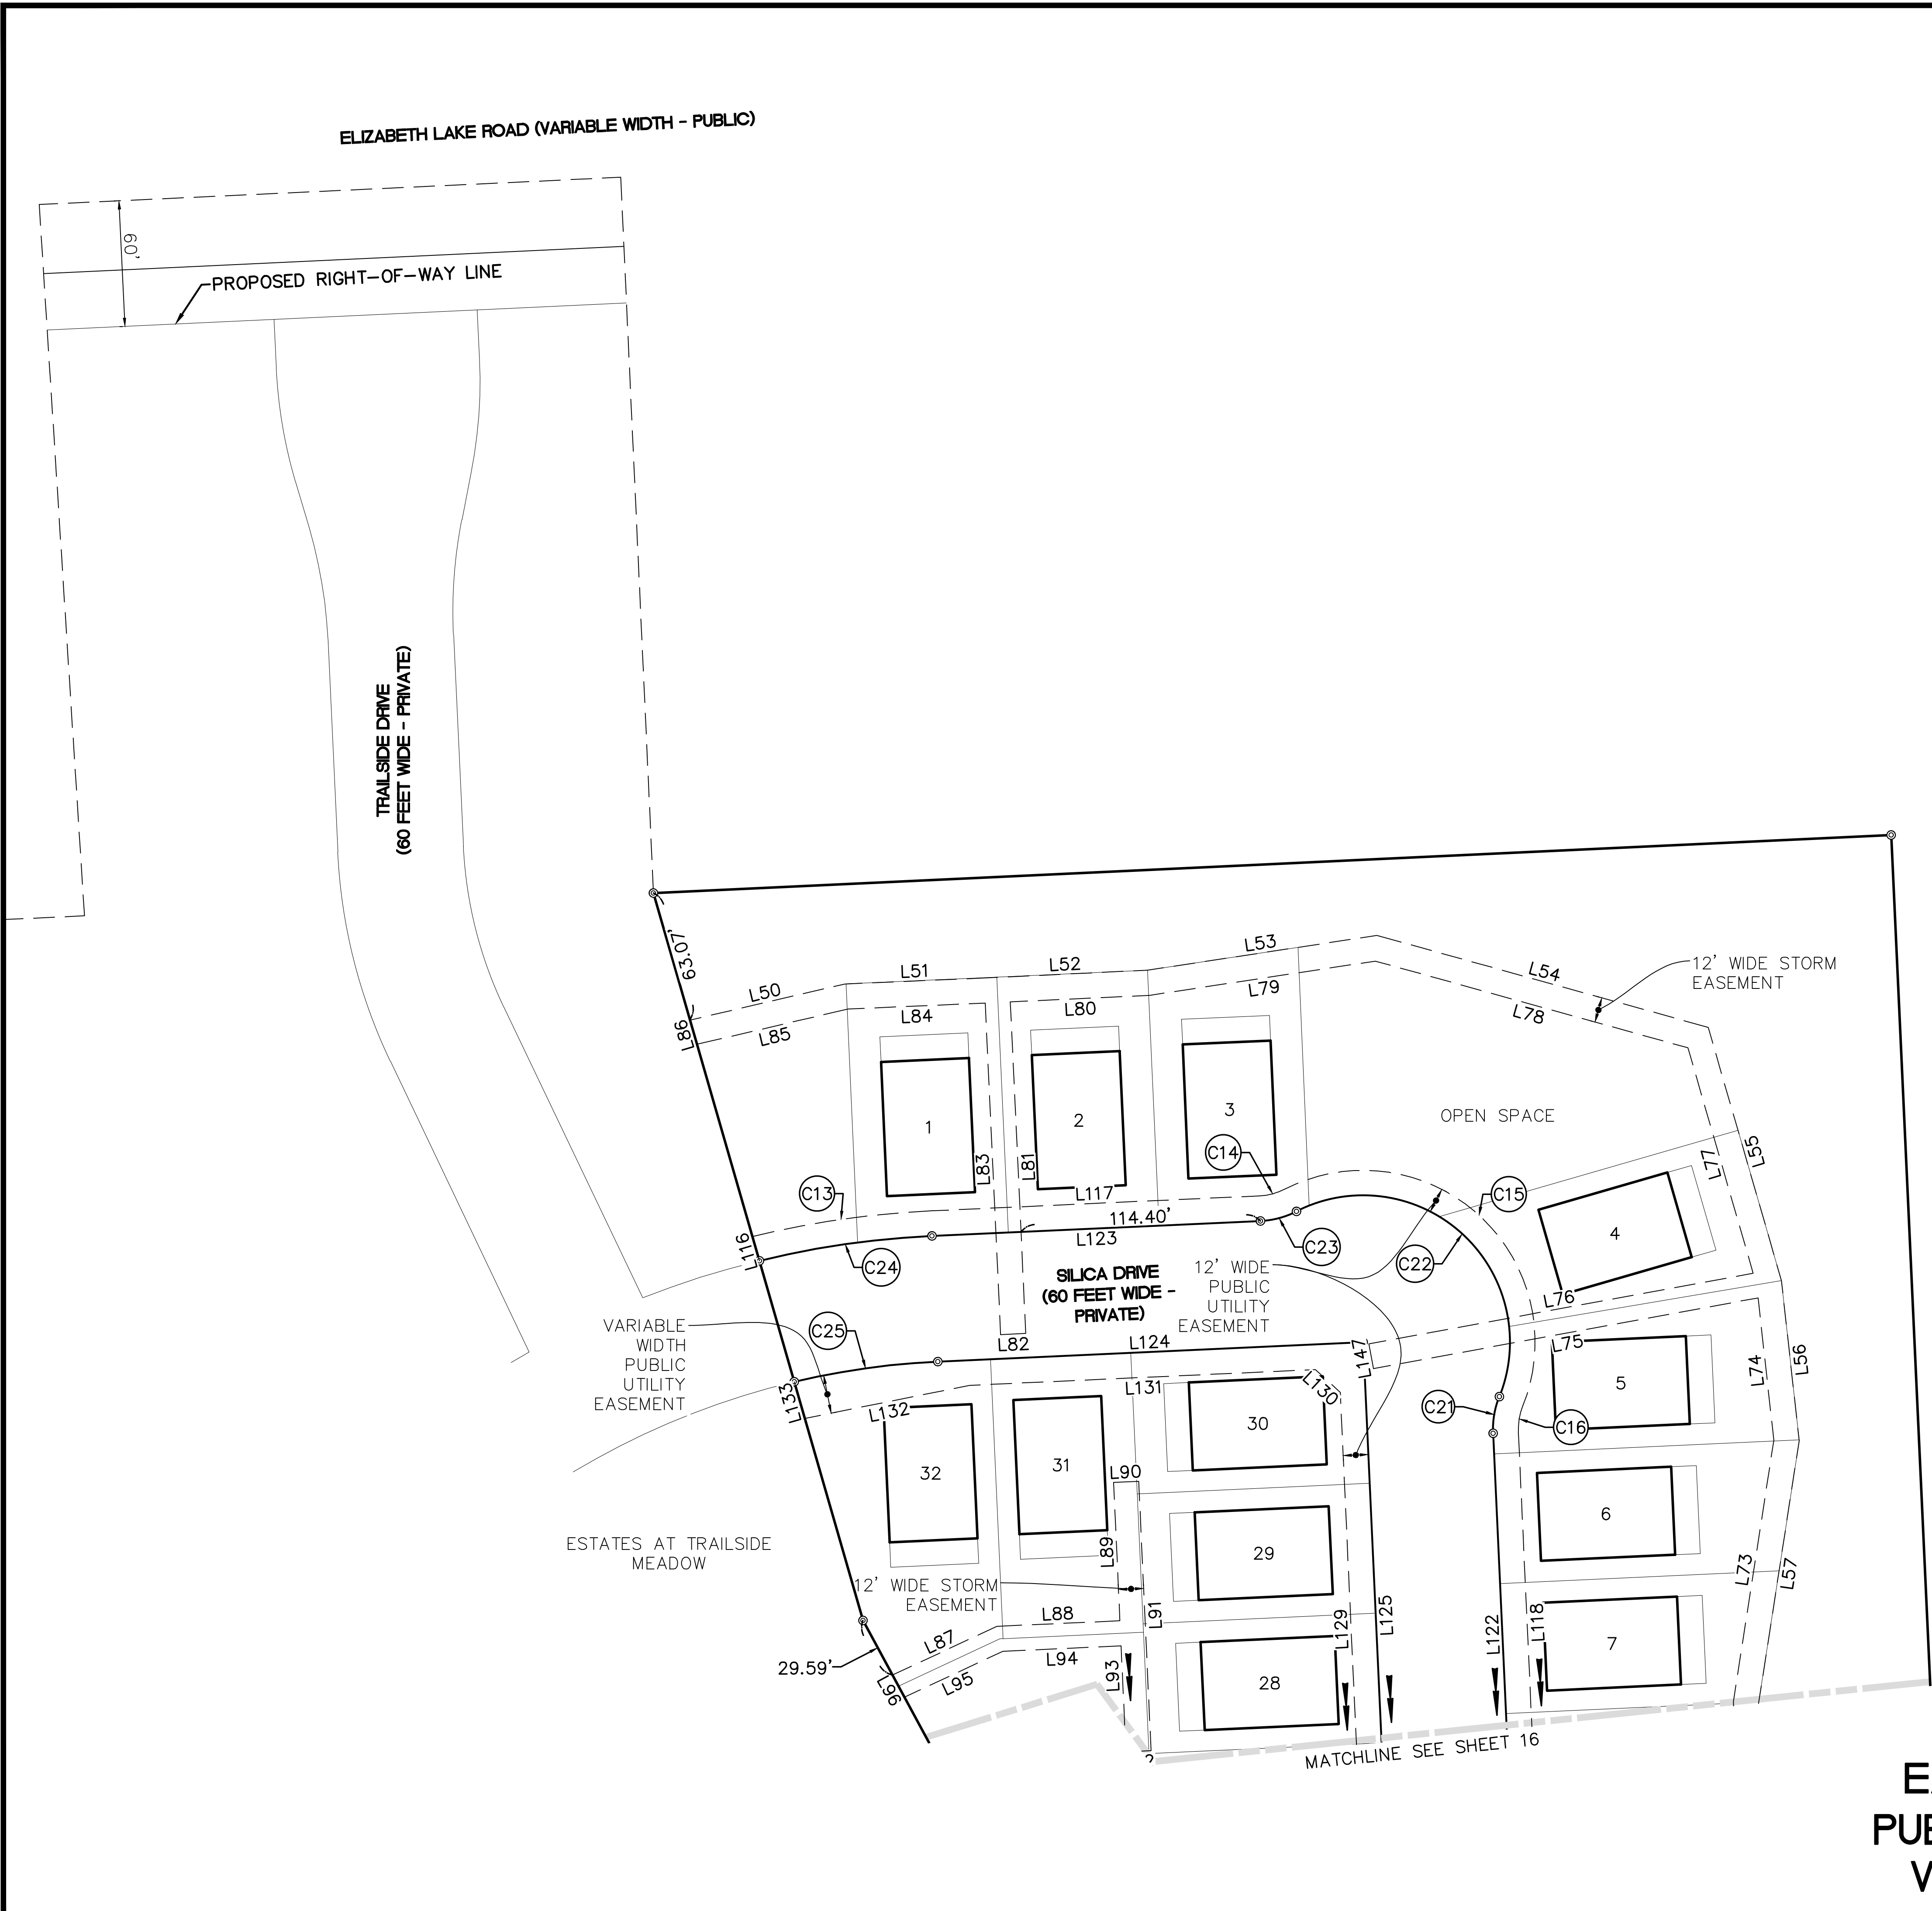 ELIZABETH LAKE ROAD (VARIABLE WIDTH - PUBLIC)
60'
PROPOSED RIGHT-OF-WAY LINE
TRAILSIDE DRIVE
(60 FEET WIDE - PRIVATE)
63.07'
L50
L51
L52
L53
L54
12' WIDE STORM
EASEMENT
L86
L85
L84
L80
L79
L78
OPEN SPACE
1
2
3
4
L83
L81
C14
L77
L55
C13
L117
C15
114.40'
L123
L116
C24
C23
C22
SILICA DRIVE
(60 FEET WIDE -
PRIVATE)
12' WIDE
PUBLIC
UTILITY
EASEMENT
L76
VARIABLE
WIDTH
PUBLIC
UTILITY
EASEMENT
C25
L82
L124
L147
L75
L74
L56
L133
L132
L131
L130
5
C21
C16
32
31
30
L90
ESTATES AT TRAILSIDE
MEADOW
L89
29
6
12' WIDE STORM
EASEMENT
L73
L57
L88
L91
L129
L125
L122
L118
L87
29.59'
L94
L93
L95
L96
28
7
MATCHLINE SEE SHEET 16